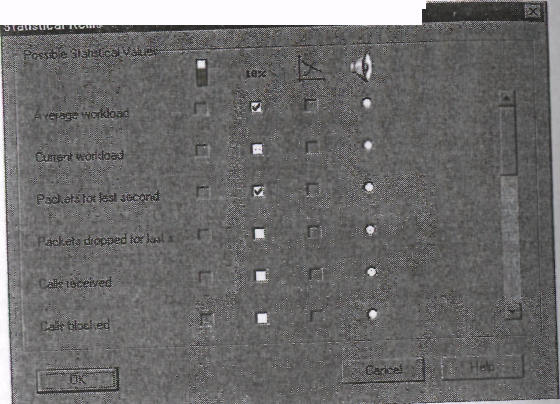 Statistical Items
Possible Statistical Values
10%
Average workload
Current workload
Packets for last second
Packets dropped for last s
Calls received
Calls blocked
OK
Cancel
Help